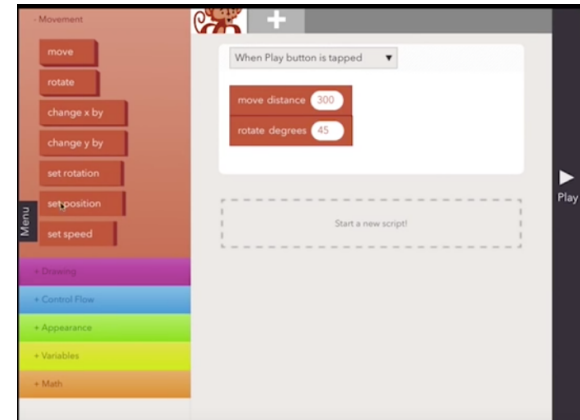 - Movement
move
rotate
change x by
change y by
set rotation
set position
set speed
+ Drawing
+ Control Flow
+ Appearance
+ Variables
+ Math
Menu
When Play button is tapped
move distance 300
rotate degrees 45
Start a new script!
Play